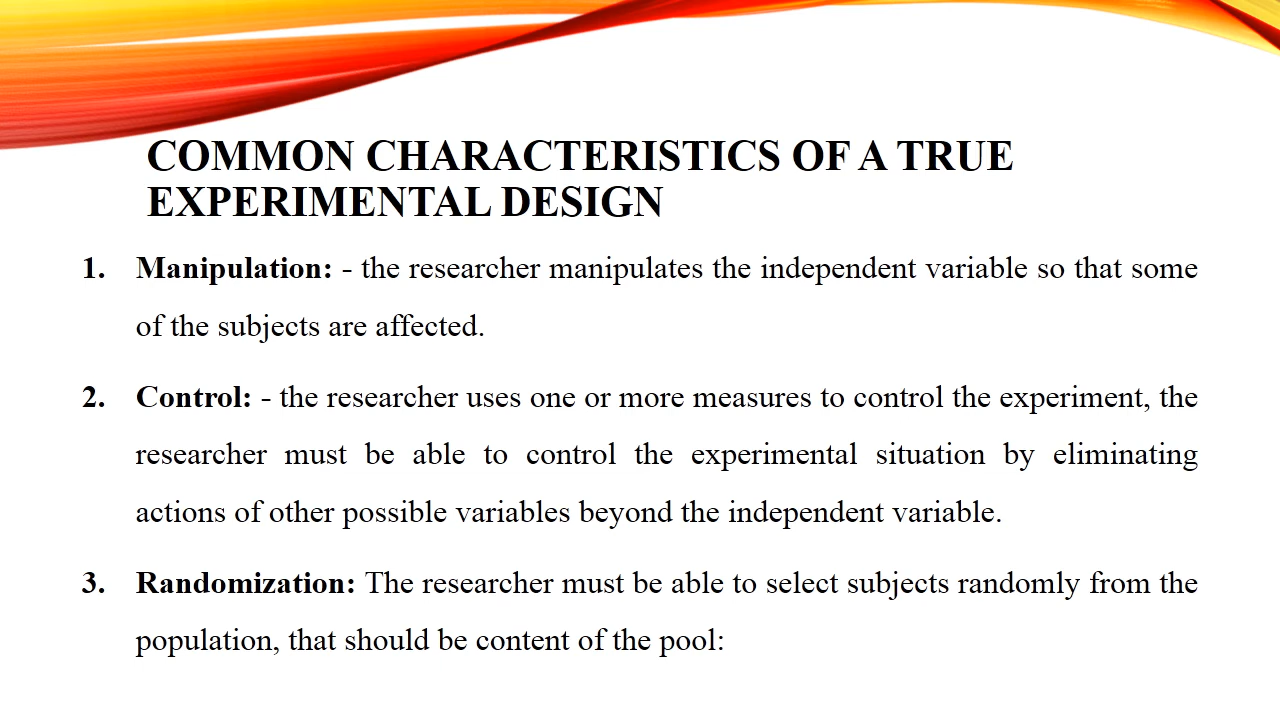 COMMON CHARACTERISTICS OF A TRUE
EXPERIMENTAL DESIGN
1. Manipulation: - the researcher manipulates the independent variable so that some
of the subjects are affected.
2. Control: - the researcher uses one or more measures to control the experiment, the
researcher must be able to control the experimental situation by eliminating
actions of other possible variables beyond the independent variable.
3. Randomization: The researcher must be able to select subjects randomly from the
population, that should be content of the pool: